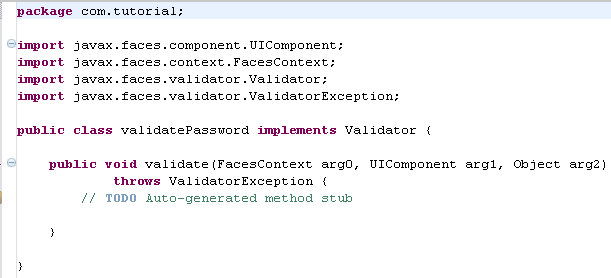 package com.tutorial;
import javax.faces.component.UIComponent;
import javax.faces.context.FacesContext;
import javax.faces.validator.Validator;
import javax.faces.validator.ValidatorException;
public class validatePassword implements Validator {
public void validate(FacesContext arg0, UIComponent arg1, Object arg2)
throws ValidatorException {
// TODO Auto-generated method stub
}
}